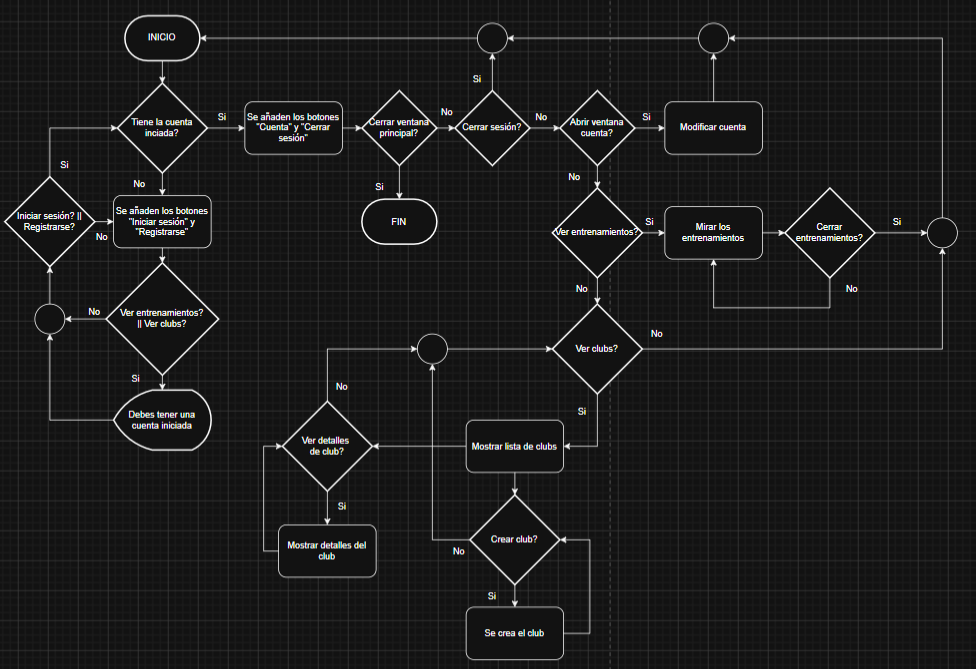 INICIO
Tiene la cuenta
inciada?
Si
No
Se añaden los botones
"Cuenta" y "Cerrar
sesión"
Cerrar ventana
principal?
No
Si
FIN
Cerrar sesión?
Si
No
Abrir ventana
cuenta?
Si
No
Modificar cuenta
Iniciar sesión? ||
Registrarse?
Si
No
Se añaden los botones
"Iniciar sesión" y
"Registrarse"
Ver entrenamientos?
|| Ver clubs?
No
Si
Debes tener una
cuenta iniciada
Ver entrenamientos?
Si
No
Mirar los
entrenamientos
Cerrar
entrenamientos?
Si
No
Ver clubs?
No
Si
Mostrar lista de clubs
Ver detalles
de club?
No
Si
Mostrar detalles del
club
Crear club?
No
Si
Se crea el club